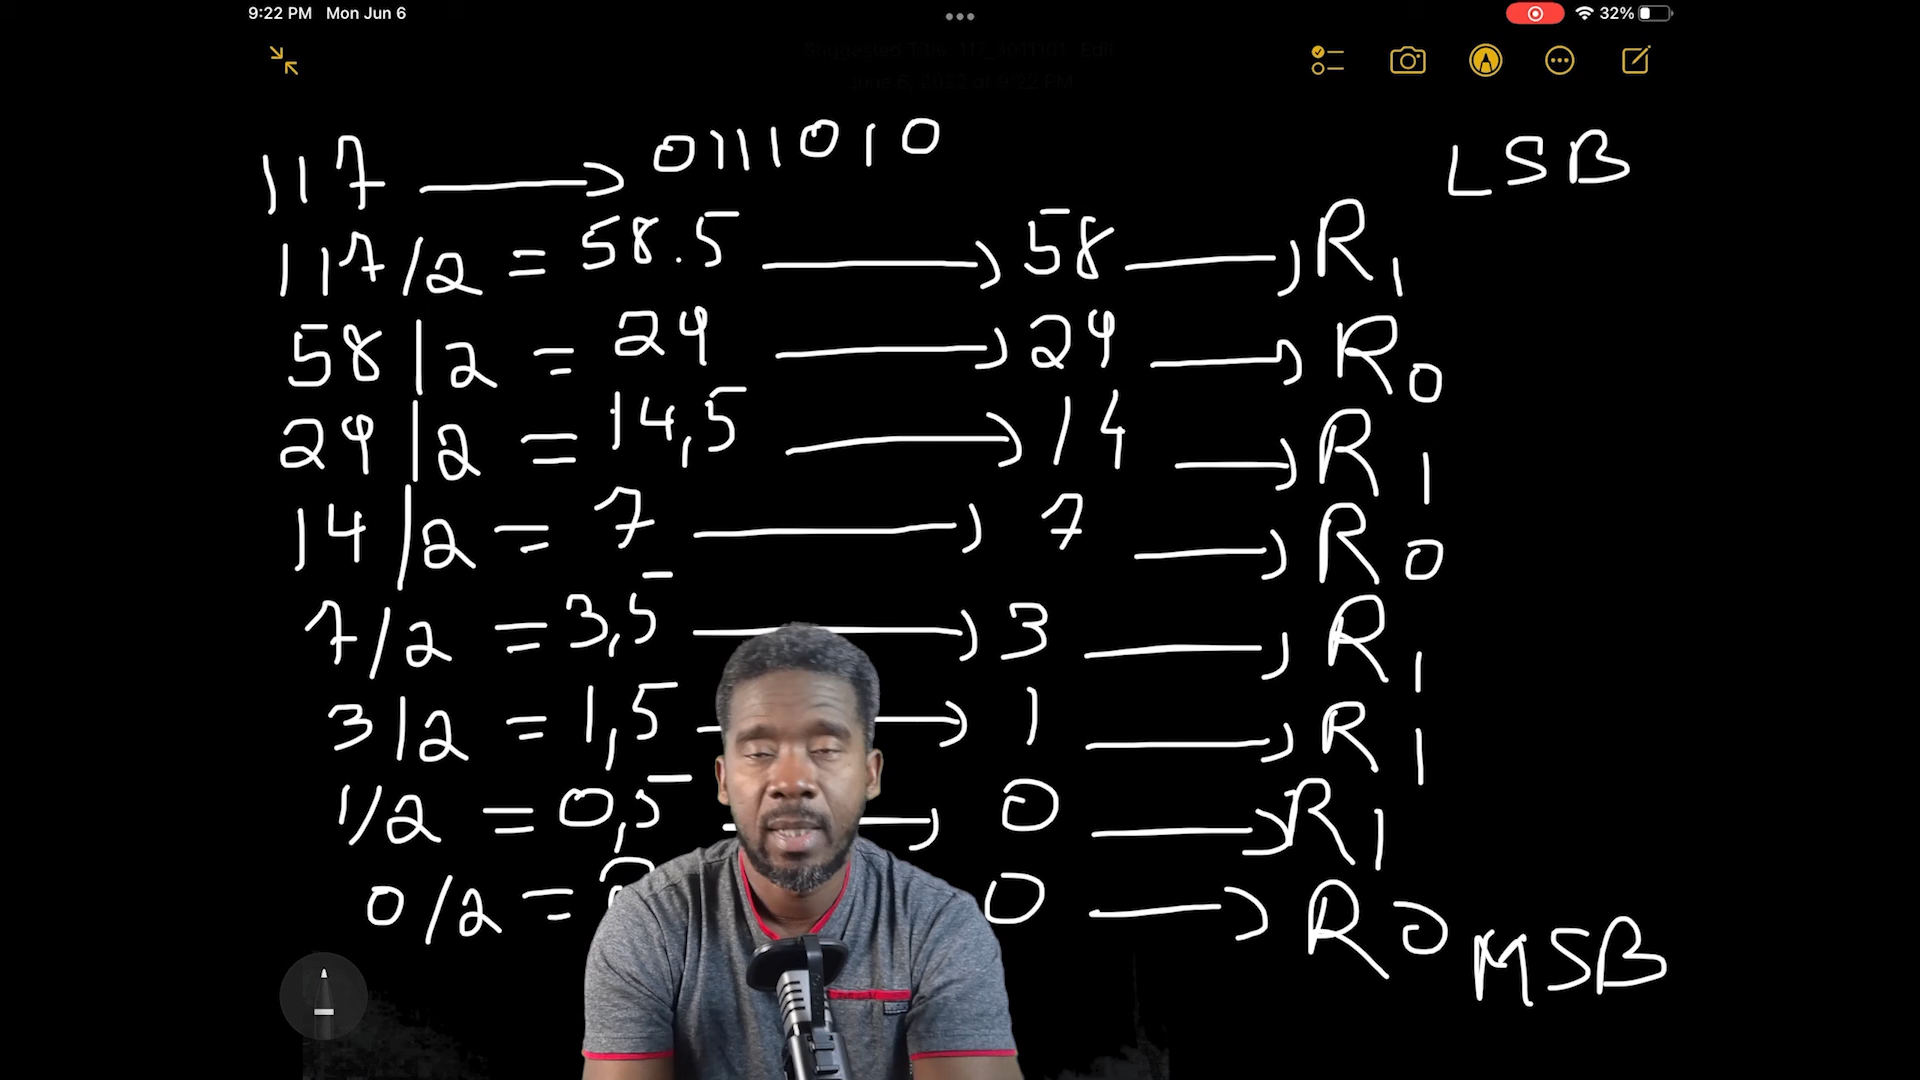 9:22 PM Mon Jun 6
32%
117 → 0111010
LSB
117/2 = 58.5 → 58 → R1
58/2 = 29 → 29 → R0
29/2 = 14,5 → 14 → R1
14/2 = 7 → 7 → R0
7/2 = 3,5 → 3 → R1
3/2 = 1,5 → 1 → R1
1/2 = 0,5 → 0 → R1
0/2 = 0 → R0
MSB